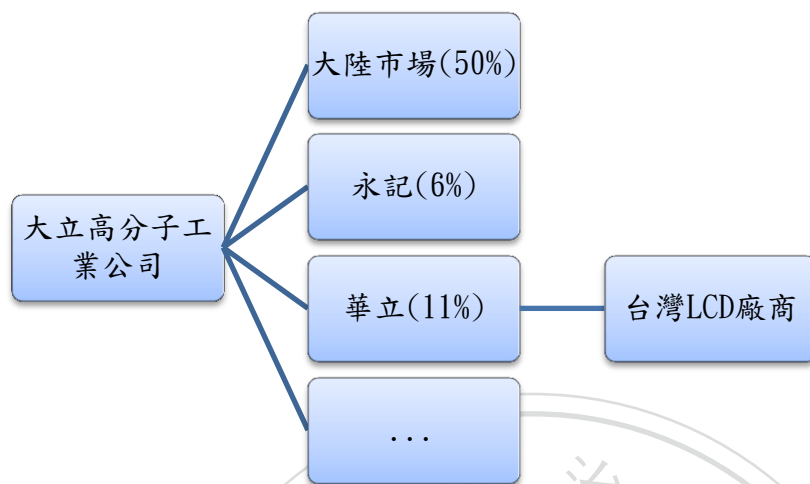 大陸市場(50%)
永記(6%)
大立高分子工
業公司
華立(11%)
台灣LCD廠商
...
治